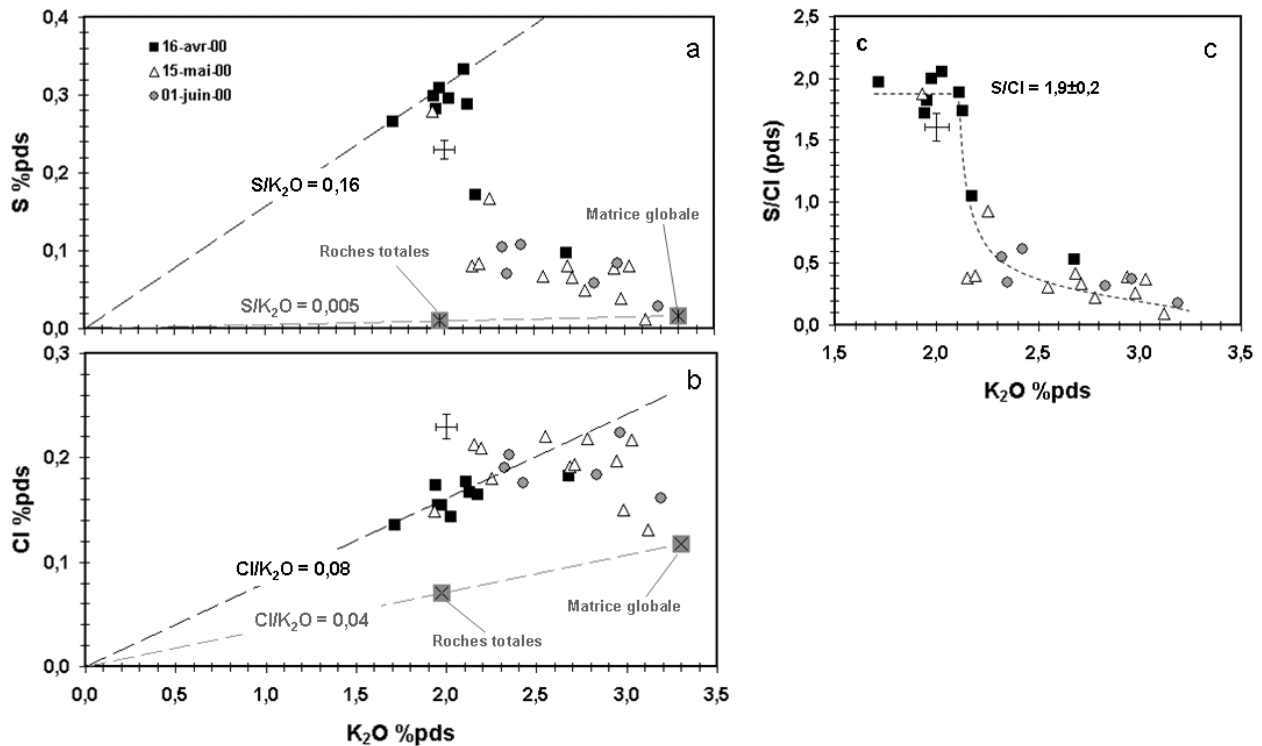 0,4
a
16-avr-00
15-mai-00
01-juin-00
0,3
0,2
0,1
0,0
S %pds
S/K₂O = 0,16
Matrice globale
Roches totales
S/K₂O = 0,005
0,3
b
0,2
0,1
0,0
Cl %pds
Cl/K₂O = 0,08
Cl/K₂O = 0,04
Matrice globale
Roches totales
0,0 0,5 1,0 1,5 2,0 2,5 3,0 3,5
K₂O %pds
2,5
c c
2,0
S/Cl = 1,9±0,2
1,5
1,0
0,5
0,0
S/Cl (pds)
1,5 2,0 2,5 3,0 3,5
K₂O %pds